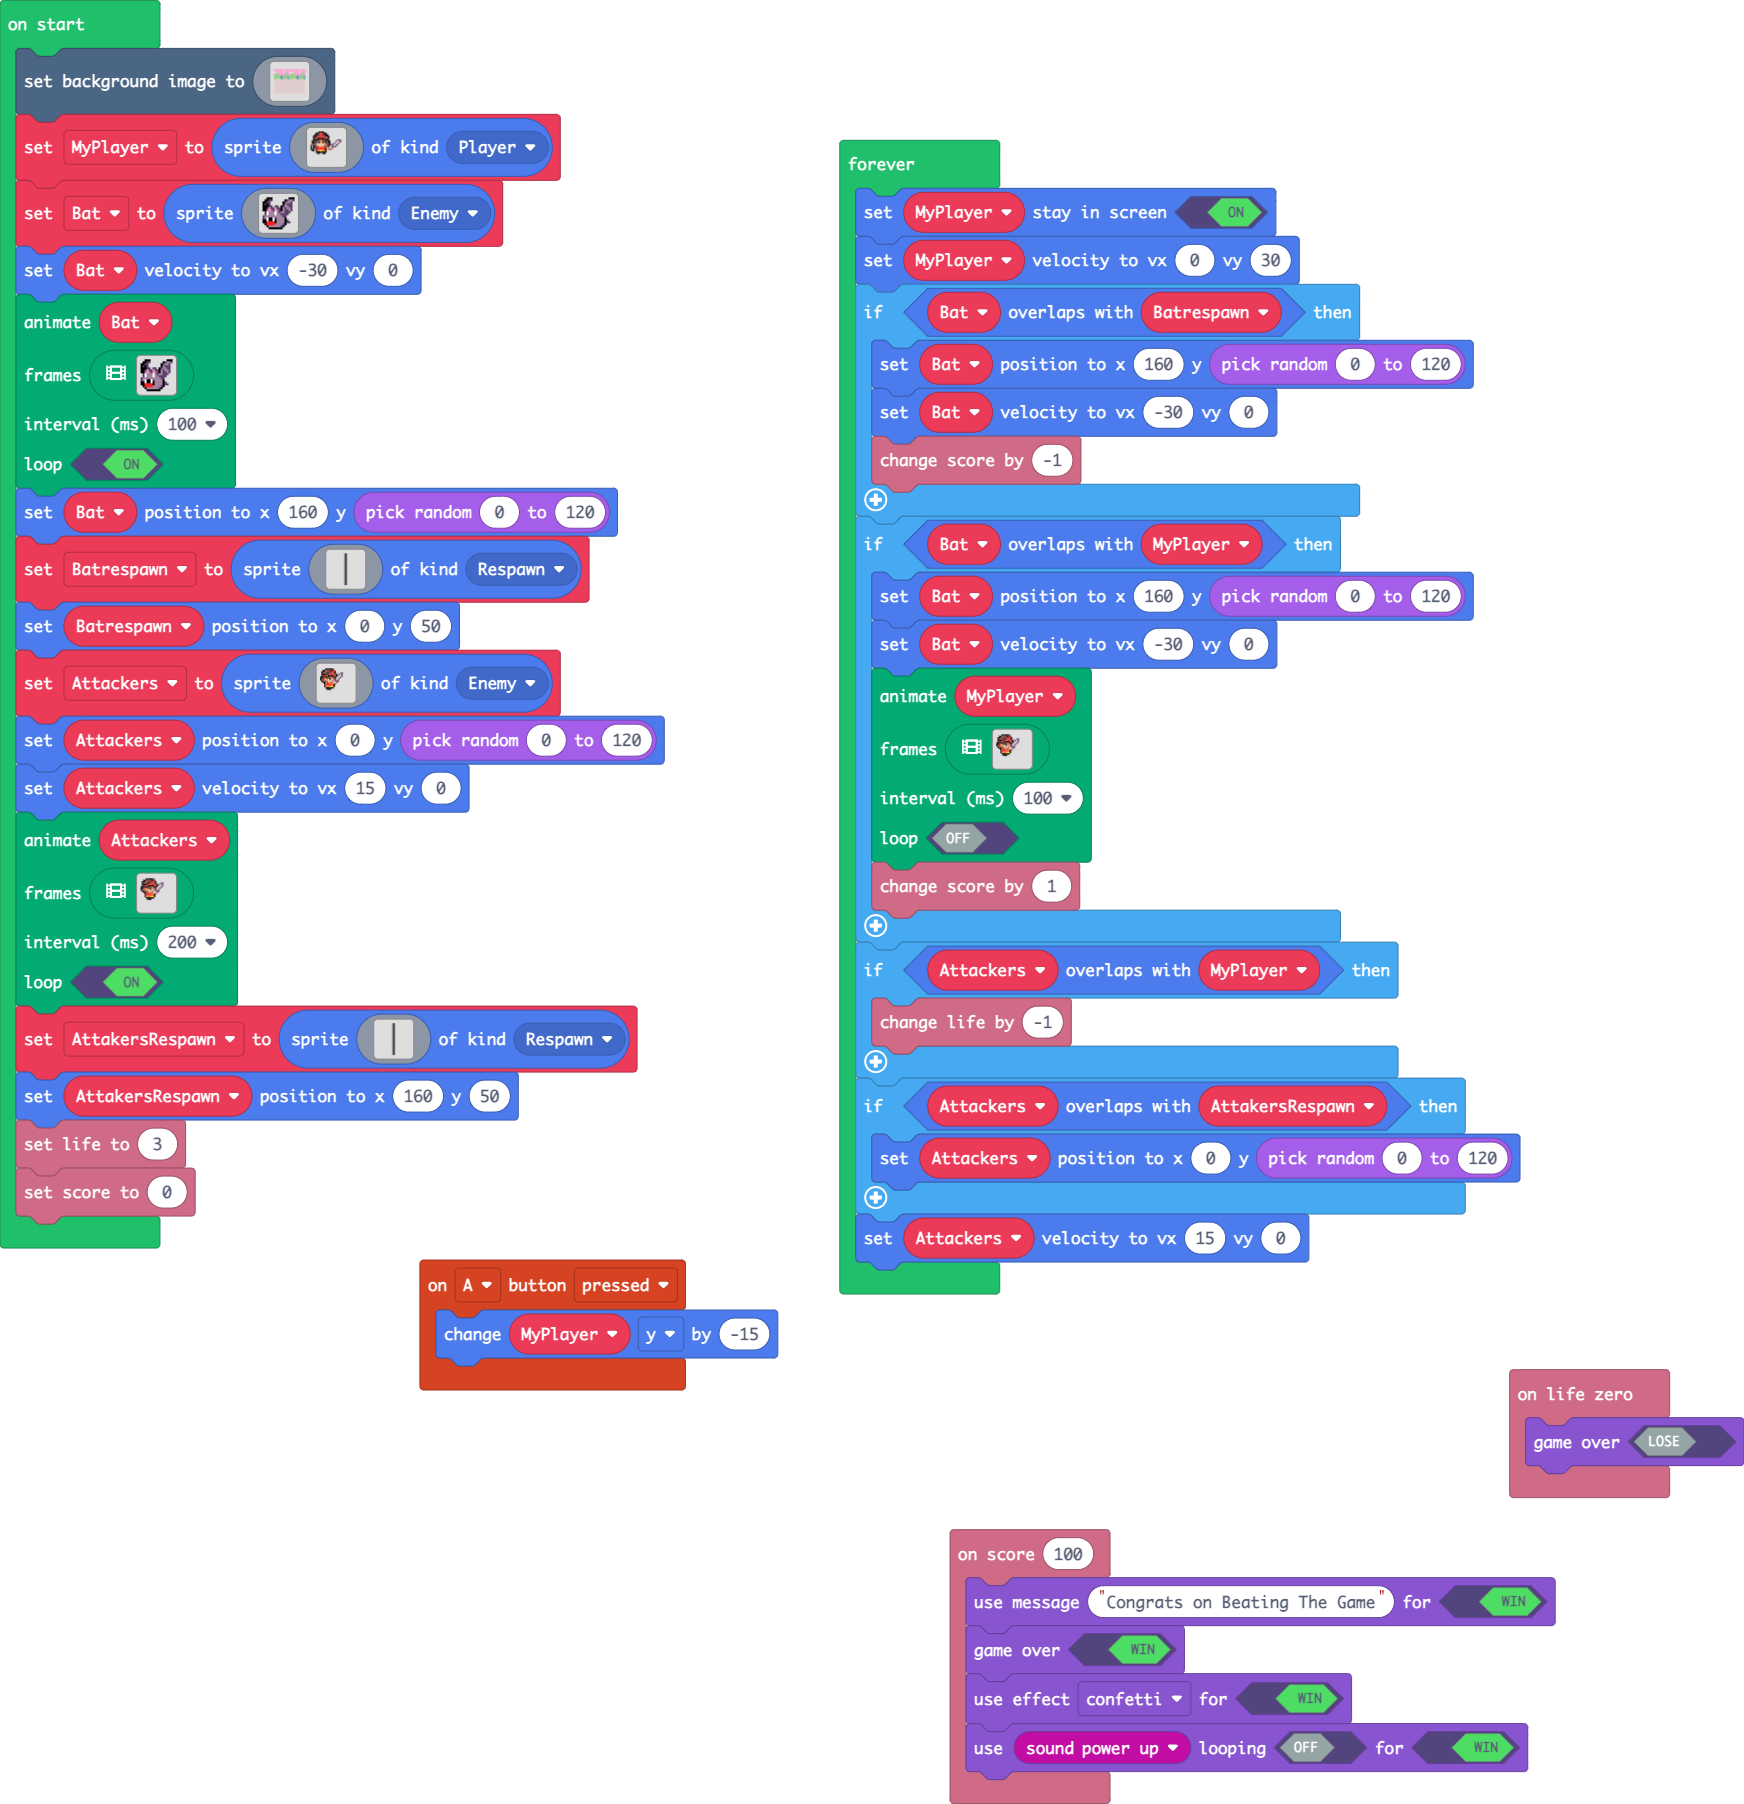 on start
set background image to
set MyPlayer to sprite of kind Player
set Bat to sprite of kind Enemy
set Bat velocity to vx -30 vy 0
animate Bat
frames
interval (ms) 100
loop ON
set Bat position to x 160 y pick random 0 to 120
set Batrespawn to sprite of kind Respawn
set Batrespawn position to x 0 y 50
set Attackers to sprite of kind Enemy
set Attackers position to x 0 y pick random 0 to 120
set Attackers velocity to vx 15 vy 0
animate Attackers
frames
interval (ms) 200
loop ON
set AttakersRespawn to sprite of kind Respawn
set AttakersRespawn position to x 160 y 50
set life to 3
set score to 0
on A button pressed
change MyPlayer y by -15
forever
set MyPlayer stay in screen ON
set MyPlayer velocity to vx 0 vy 30
if Bat overlaps with Batrespawn then
set Bat position to x 160 y pick random 0 to 120
set Bat velocity to vx -30 vy 0
change score by -1
if Bat overlaps with MyPlayer then
set Bat position to x 160 y pick random 0 to 120
set Bat velocity to vx -30 vy 0
animate MyPlayer
frames
interval (ms) 100
loop OFF
change score by 1
if Attackers overlaps with MyPlayer then
change life by -1
if Attackers overlaps with AttakersRespawn then
set Attackers position to x 0 y pick random 0 to 120
set Attackers velocity to vx 15 vy 0
on life zero
game over LOSE
on score 100
use message "Congrats on Beating The Game" for WIN
game over WIN
use effect confetti for WIN
use sound power up looping OFF for WIN